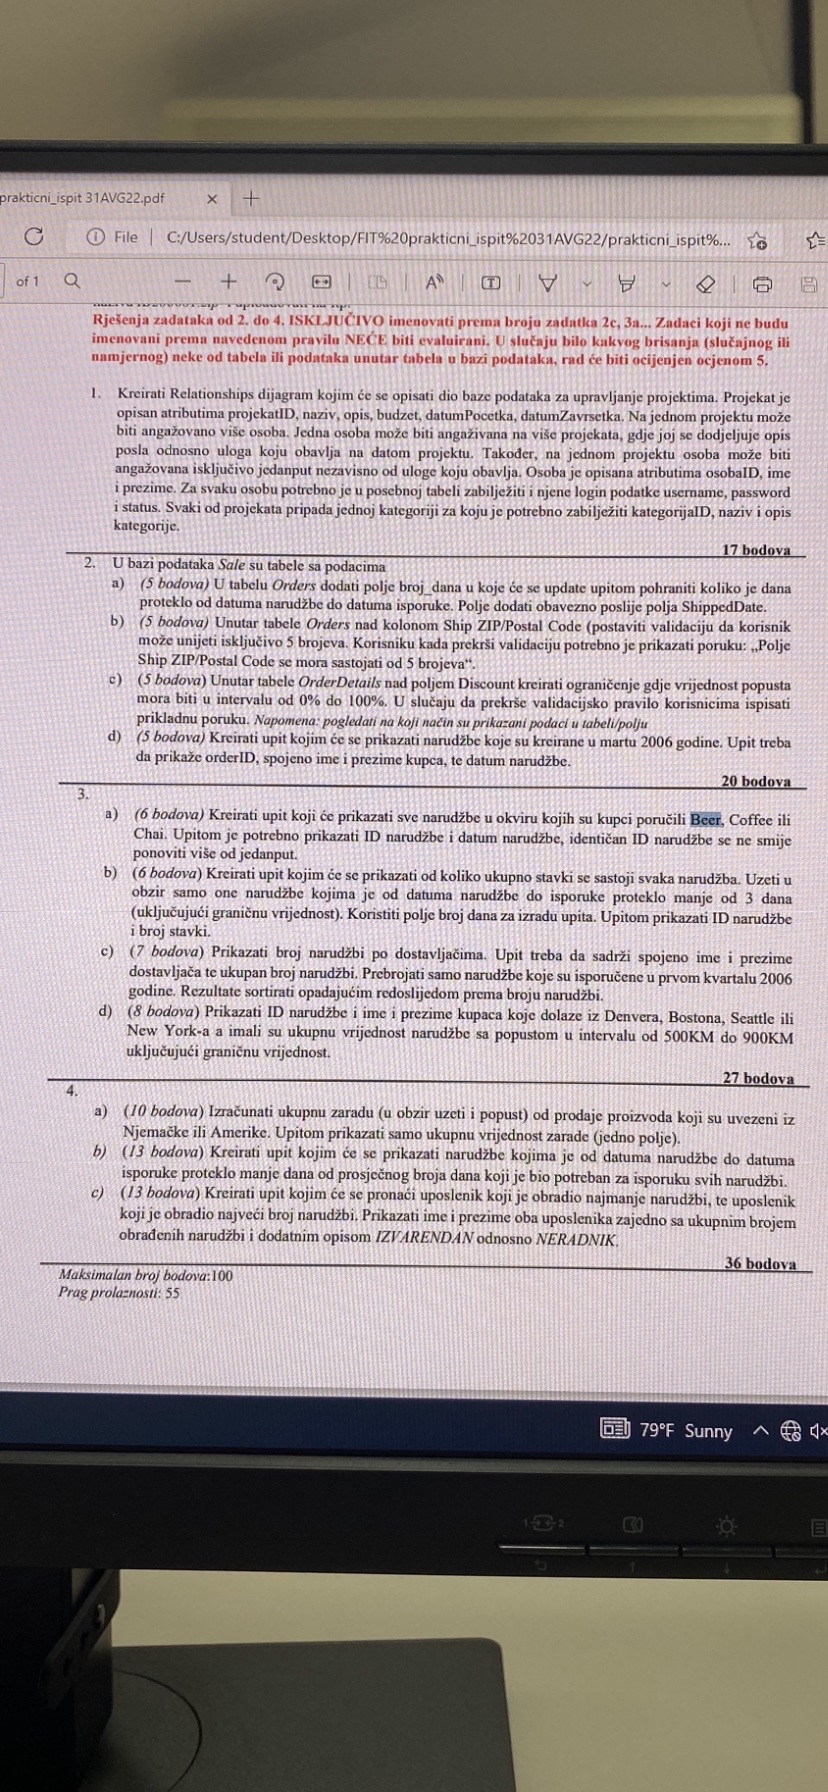 prakticni_ispit 31AVG22.pdf
File | C:/Users/student/Desktop/FIT%20prakticni_ispit%2031AVG22/prakticni_ispit%...
of 1
Rješenja zadataka od 2. do 4. ISKLJUČIVO imenovati prema broju zadatka 2c, 3a... Zadaci koji ne budu
imenovani prema navedenom pravilu NEĆE biti evaluirani. U slučaju bilo kakvog brisanja (slučajnog ili
namjernog) neke od tabela ili podataka unutar tabela u bazi podataka, rad će biti ocijenjen ocjenom 5.
1. Kreirati Relationships dijagram kojim će se opisati dio baze podataka za upravljanje projektima. Projekat je
opisan atributima projekatID, naziv, opis, budzet, datumPocetka, datumZavrsetka. Na jednom projektu može
biti angažovano više osoba. Jedna osoba može biti angaživana na više projekata, gdje joj se dodjeljuje opis
posla odnosno uloga koju obavlja na datom projektu. Također, na jednom projektu osoba može biti
angažovana isključivo jedanput nezavisno od uloge koju obavlja. Osoba je opisana atributima osobaID, ime
i prezime. Za svaku osobu potrebno je u posebnoj tabeli zabilježiti i njene login podatke username, password
i status. Svaki od projekata pripada jednoj kategoriji za koju je potrebno zabilježiti kategorijaID, naziv i opis
kategorije.
17 bodova
2. U bazi podataka Sale su tabele sa podacima
a) (5 bodova) U tabelu Orders dodati polje broj_dana u koje će se update upitom pohraniti koliko je dana
proteklo od datuma narudžbe do datuma isporuke. Polje dodati obavezno poslije polja ShippedDate.
b) (5 bodova) Unutar tabele Orders nad kolonom Ship ZIP/Postal Code (postaviti validaciju da korisnik
može unijeti isključivo 5 brojeva. Korisniku kada prekrši validaciju potrebno je prikazati poruku: „Polje
Ship ZIP/Postal Code se mora sastojati od 5 brojeva“.
c) (5 bodova) Unutar tabele OrderDetails nad poljem Discount kreirati ograničenje gdje vrijednost popusta
mora biti u intervalu od 0% do 100%. U slučaju da prekrše validacijsko pravilo korisnicima ispisati
prikladnu poruku. Napomena: pogledati na koji način su prikazani podaci u tabeli/polju
d) (5 bodova) Kreirati upit kojim će se prikazati narudžbe koje su kreirane u martu 2006 godine. Upit treba
da prikaže orderID, spojeno ime i prezime kupca, te datum narudžbe.
20 bodova
3.
a) (6 bodova) Kreirati upit koji će prikazati sve narudžbe u okviru kojih su kupci poručili Beer, Coffee ili
Chai. Upitom je potrebno prikazati ID narudžbe i datum narudžbe, identičan ID narudžbe se ne smije
ponoviti više od jedanput.
b) (6 bodova) Kreirati upit kojim će se prikazati od koliko ukupno stavki se sastoji svaka narudžba. Uzeti u
obzir samo one narudžbe kojima je od datuma narudžbe do isporuke proteklo manje od 3 dana
(uključujući graničnu vrijednost). Koristiti polje broj dana za izradu upita. Upitom prikazati ID narudžbe
i broj stavki.
c) (7 bodova) Prikazati broj narudžbi po dostavljačima. Upit treba da sadrži spojeno ime i prezime
dostavljača te ukupan broj narudžbi. Prebrojati samo narudžbe koje su isporučene u prvom kvartalu 2006
godine. Rezultate sortirati opadajućim redoslijedom prema broju narudžbi.
d) (8 bodova) Prikazati ID narudžbe i ime i prezime kupaca koje dolaze iz Denvera, Bostona, Seattle ili
New York-a a imali su ukupnu vrijednost narudžbe sa popustom u intervalu od 500KM do 900KM
uključujući graničnu vrijednost.
27 bodova
4.
a) (10 bodova) Izračunati ukupnu zaradu (u obzir uzeti i popust) od prodaje proizvoda koji su uvezeni iz
Njemačke ili Amerike. Upitom prikazati samo ukupnu vrijednost zarade (jedno polje).
b) (13 bodova) Kreirati upit kojim će se prikazati narudžbe kojima je od datuma narudžbe do datuma
isporuke proteklo manje dana od prosječnog broja dana koji je bio potreban za isporuku svih narudžbi.
c) (13 bodova) Kreirati upit kojim će se pronaći uposlenik koji je obradio najmanje narudžbi, te uposlenik
koji je obradio najveći broj narudžbi. Prikazati ime i prezime oba uposlenika zajedno sa ukupnim brojem
obrađenih narudžbi i dodatnim opisom IZVARENDAN odnosno NERADNIK.
36 bodova
Maksimalan broj bodova:100
Prag prolaznosti: 55
79°F Sunny